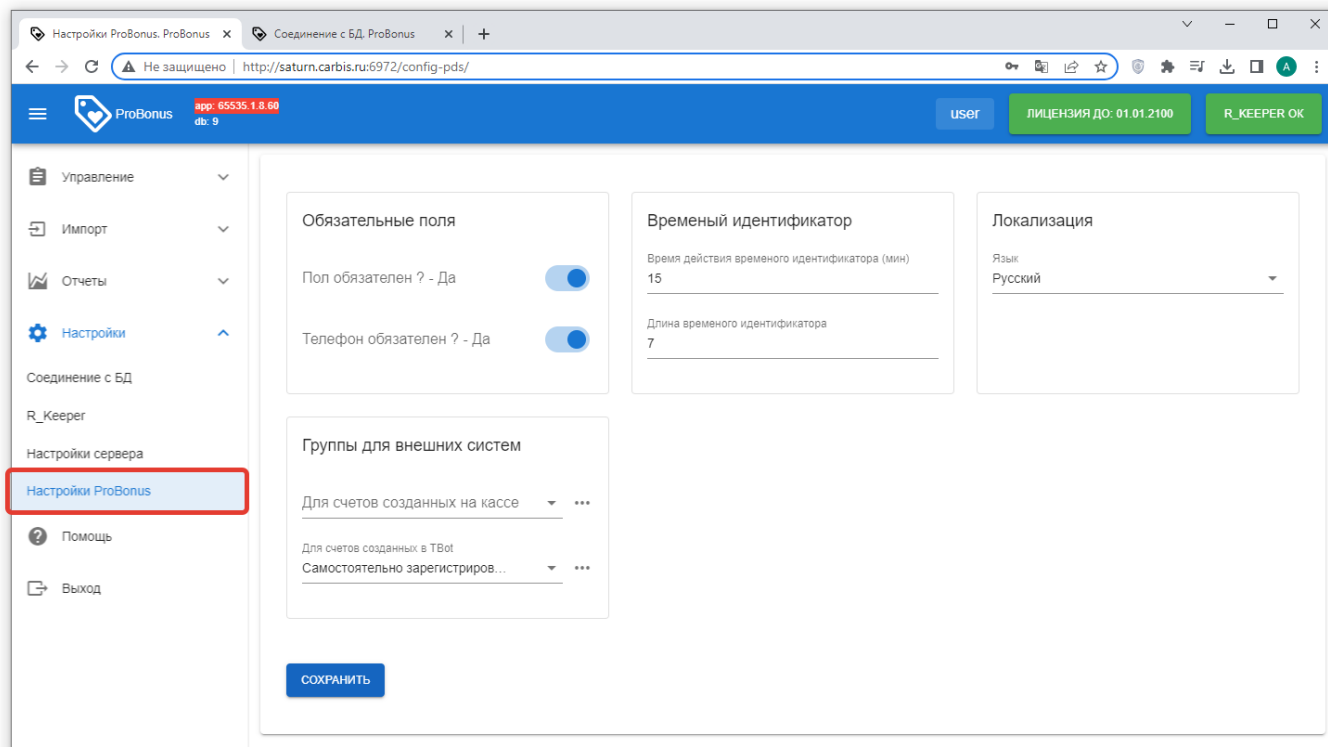 Настройки ProBonus. ProBonus
Соединение с БД. ProBonus
Не защищено
http://saturn.carbis.ru:6972/config-pds/
A
ProBonus
app: 65535.1.8.60
db: 9
user
ЛИЦЕНЗИЯ ДО: 01.01.2100
R_KEEPER OK
Управление
Импорт
Отчеты
Настройки
Соединение с БД
R_Keeper
Настройки сервера
Настройки ProBonus
Помощь
Выход
Обязательные поля
Пол обязателен ? - Да
Телефон обязателен ? - Да
Временый идентификатор
Время действия временого идентификатора (мин)
15
Длина временого идентификатора
7
Локализация
Язык
Русский
Группы для внешних систем
Для счетов созданных на кассе
Для счетов созданных в TBot
Самостоятельно зарегистриров...
СОХРАНИТЬ